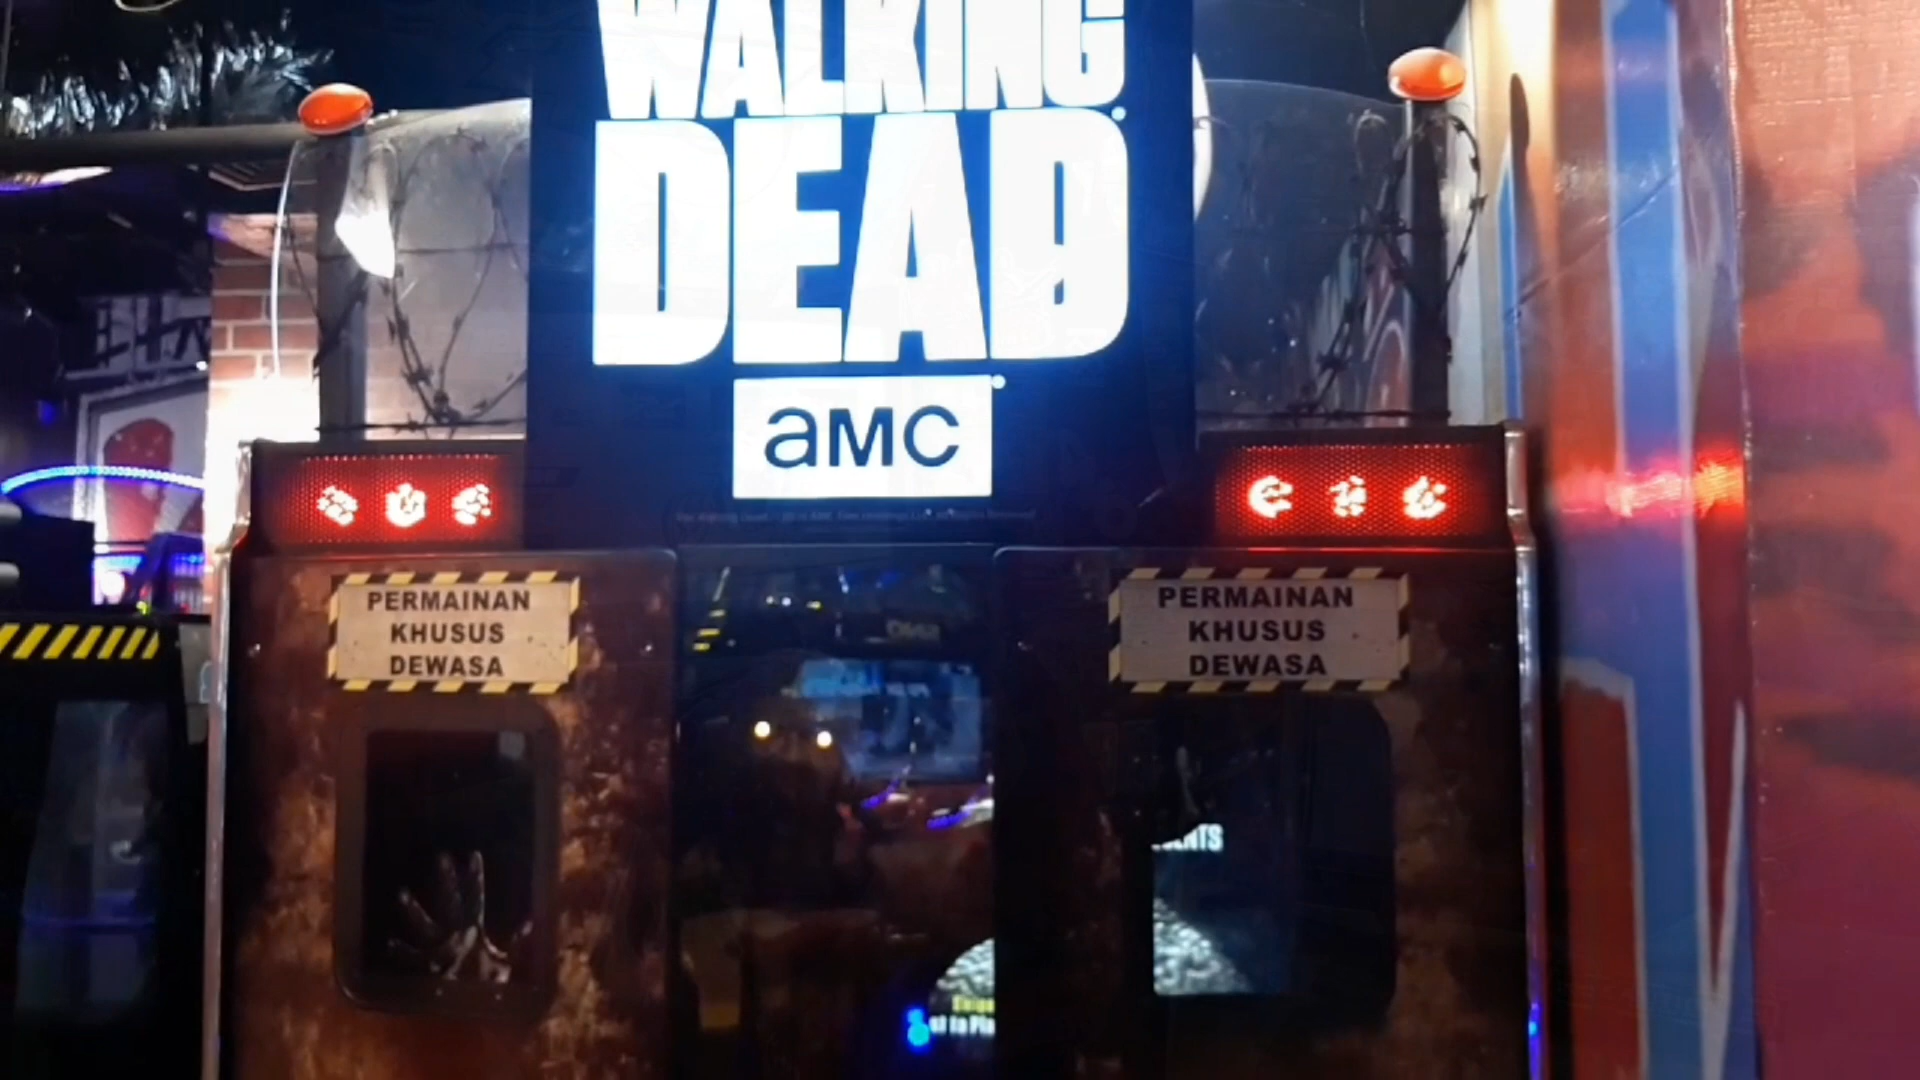 WALKING
DEAD
aMC
PERMAINAN
KHUSUS
DEWASA
PERMAINAN
KHUSUS
DEWASA